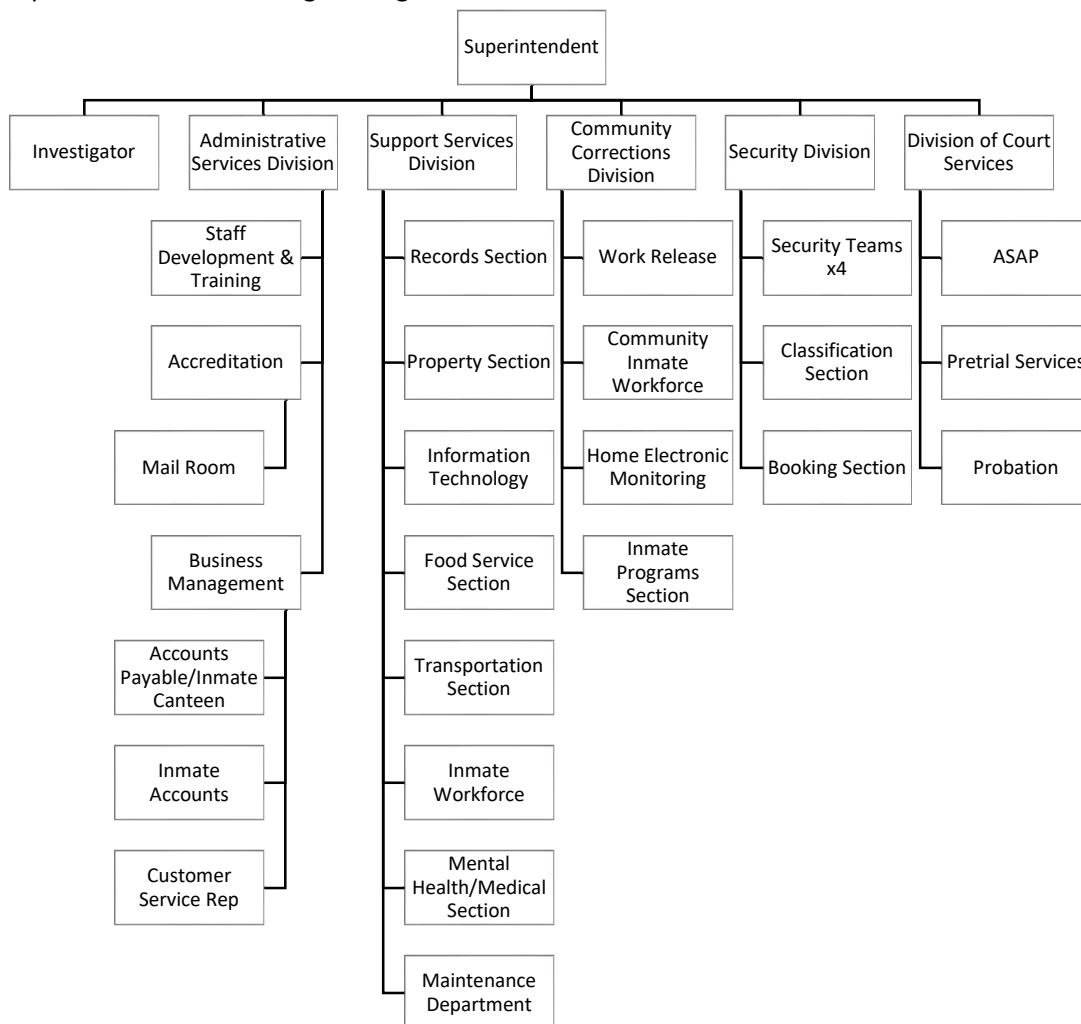 Superintendent
Investigator
Administrative
Services Division
Support Services
Division
Community
Corrections
Division
Security Division
Division of Court
Services
Staff
Development &
Training
Accreditation
Mail Room
Business
Management
Accounts
Payable/Inmate
Canteen
Inmate
Accounts
Customer
Service Rep
Records Section
Property Section
Information
Technology
Food Service
Section
Transportation
Section
Inmate
Workforce
Mental
Health/Medical
Section
Maintenance
Department
Work Release
Community
Inmate
Workforce
Home Electronic
Monitoring
Inmate
Programs
Section
Security Teams
x4
Classification
Section
Booking Section
ASAP
Pretrial Services
Probation